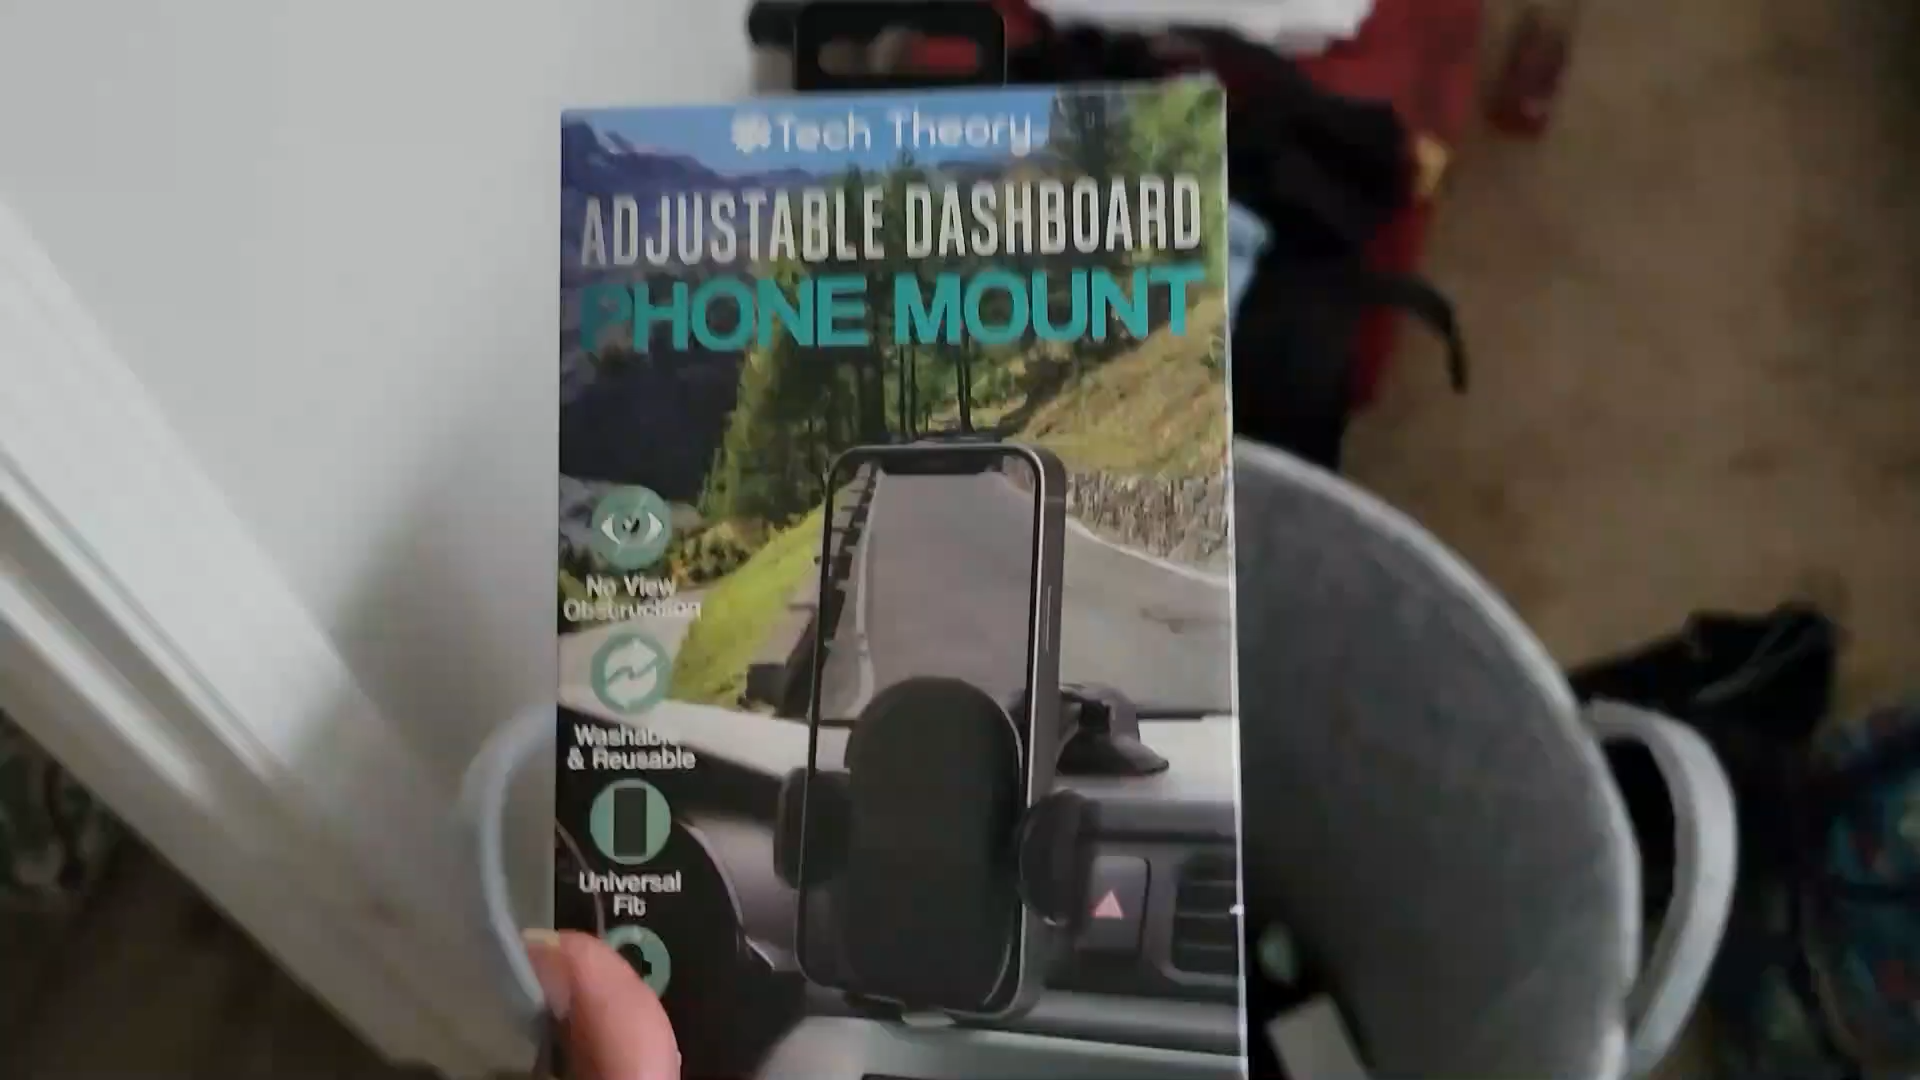 Tech Theory
ADJUSTABLE DASHBOARD
PHONE MOUNT
No View
Obstruction
Washable
& Reusable
Universal
Fit